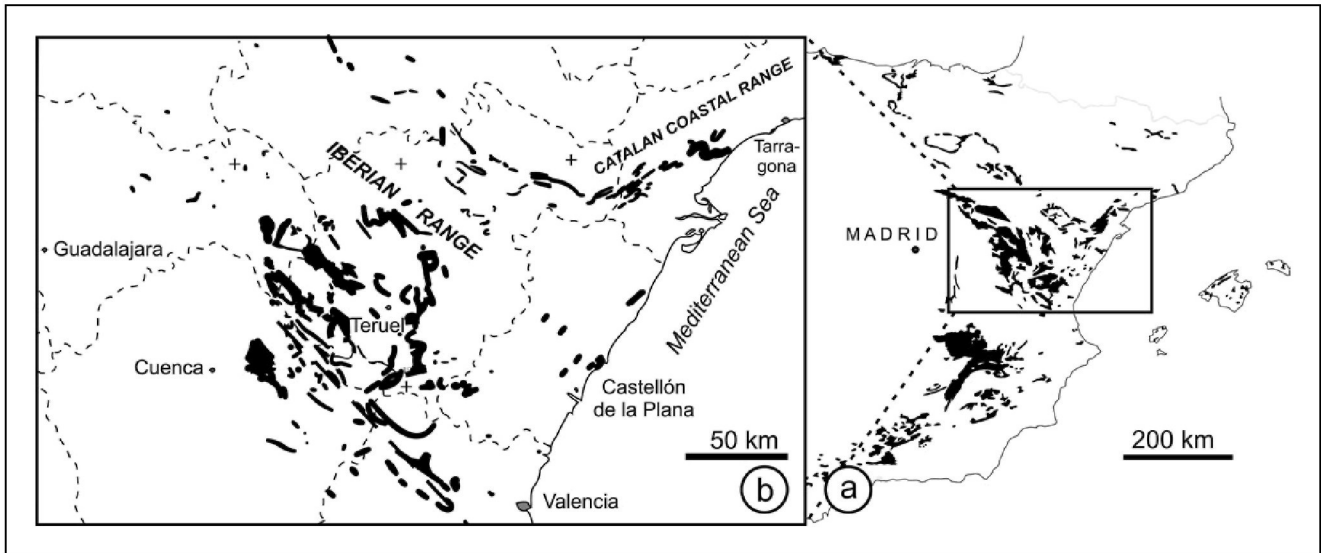 CATALAN COASTAL RANGE
IBERIAN RANGE
Tarra-
gona
Mediterranean Sea
Guadalajara
Teruel
Cuenca
Castellón
de la Plana
50 km
b
Valencia
MADRID
200 km
a